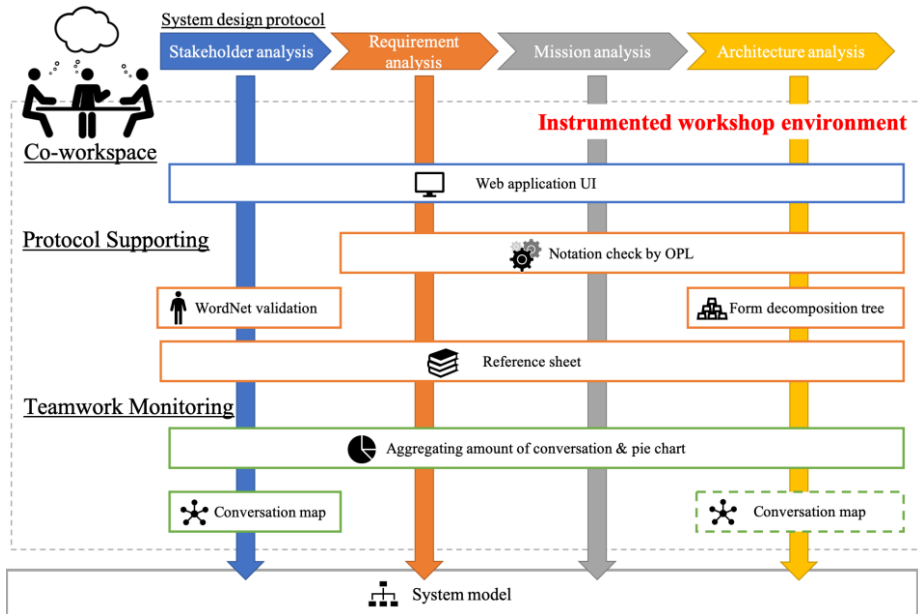 System design protocol
Stakeholder analysis
Requirement
analysis
Mission analysis
Architecture analysis
Instrumented workshop environment
Co-workspace
Web application UI
Protocol Supporting
Notation check by OPL
WordNet validation
Form decomposition tree
Reference sheet
Teamwork Monitoring
Aggregating amount of conversation & pie chart
Conversation map
Conversation map
System model